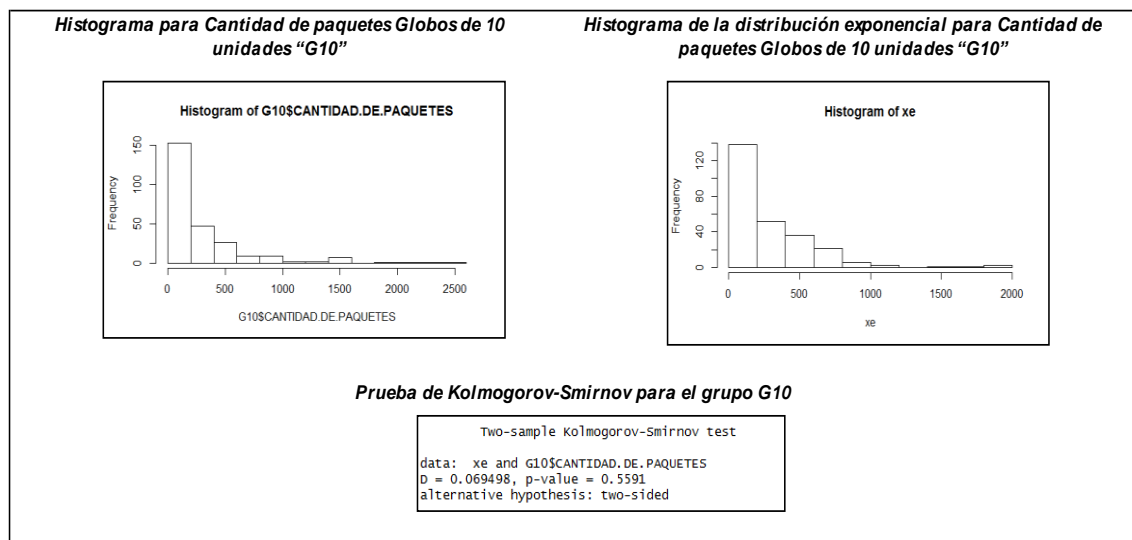 Histograma para Cantidad de paquetes Globos de 10
unidades “G10”
Histogram of G10$CANTIDAD.DE.PAQUETES
Frequency
150
100
50
0
0 500 1000 1500 2000 2500
G10$CANTIDAD.DE.PAQUETES
Histograma de la distribución exponencial para Cantidad de
paquetes Globos de 10 unidades “G10”
Histogram of xe
Frequency
120
80
40
0
0 500 1000 1500 2000
xe
Prueba de Kolmogorov-Smirnov para el grupo G10
Two-sample Kolmogorov-Smirnov test
data: xe and G10$CANTIDAD.DE.PAQUETES
D = 0.069498, p-value = 0.5591
alternative hypothesis: two-sided